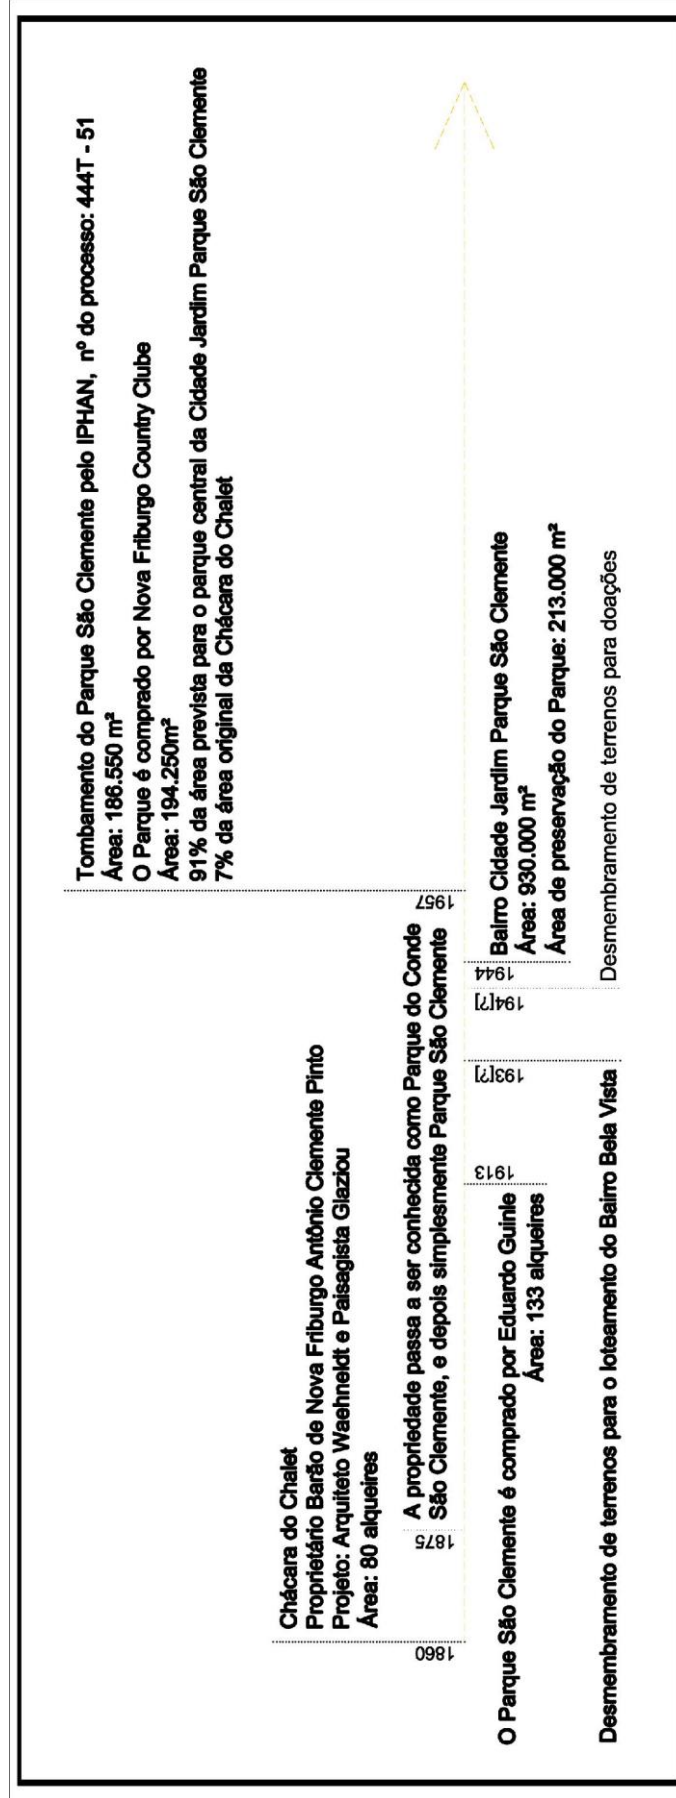 Tombamento do Parque São Clemente pelo IPHAN, nº do processo: 444T - 51
Área: 186.550 m²
O Parque é comprado por Nova Friburgo Country Clube
Área: 194.250m²
91% da área prevista para o parque central da Cidade Jardim Parque São Clemente
7% da área original da Chácara do Chalet
1957
Chácara do Chalet
Proprietário Barão de Nova Friburgo Antônio Clemente Pinto
Projeto: Arquiteto Waehneldt e Paisagista Glaziou
Área: 80 alqueires
1860
A propriedade passa a ser conhecida como Parque do Conde
São Clemente, e depois simplesmente Parque São Clemente
1875
1913
O Parque São Clemente é comprado por Eduardo Guinle
Área: 133 alqueires
193[?]
Desmembramento de terrenos para o loteamento do Bairro Bela Vista
194[?]
Desmembramento de terrenos para doações
1944
Bairro Cidade Jardim Parque São Clemente
Área: 930.000 m²
Área de preservação do Parque: 213.000 m²